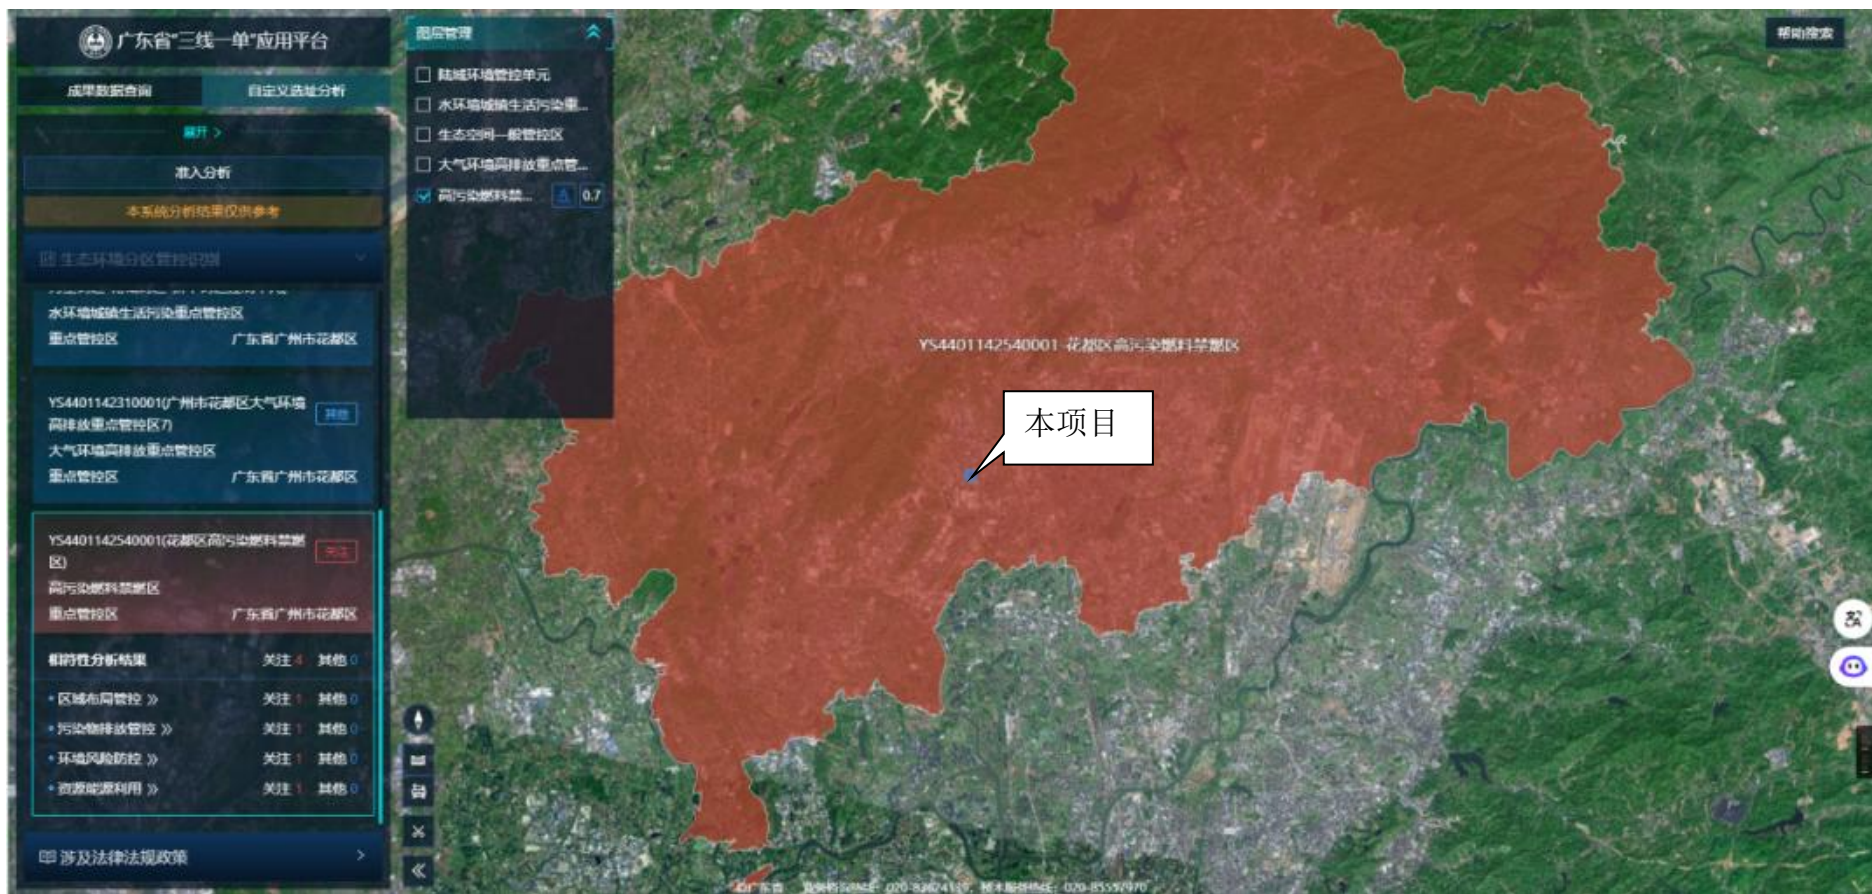 广东省"三线一单"应用平台
成果数据查询
自定义选址分析
展开 >
准入分析
本系统分析结果仅供参考
生态环境分区管控识别
水环境城镇生活污染重点管控区
重点管控区 广东省广州市花都区
YS4401142310001(广州市花都区大气环境
高排放重点管控区7)
其他
大气环境高排放重点管控区
重点管控区 广东省广州市花都区
YS4401142540001(花都区高污染燃料禁燃
区)
关注
高污染燃料禁燃区
重点管控区 广东省广州市花都区
相符性分析结果 关注 4 其他 0
• 区域布局管控 » 关注 1 其他 0
• 污染物排放管控 » 关注 1 其他 0
• 环境风险防控 » 关注 1 其他 0
• 资源能源利用 » 关注 1 其他 0
涉及法律法规政策 >
图层管理
陆域环境管控单元
水环境城镇生活污染重...
生态空间一般管控区
大气环境高排放重点管...
高污染燃料禁... 0.7
帮助搜索
YS4401142540001-花都区高污染燃料禁燃区
本项目